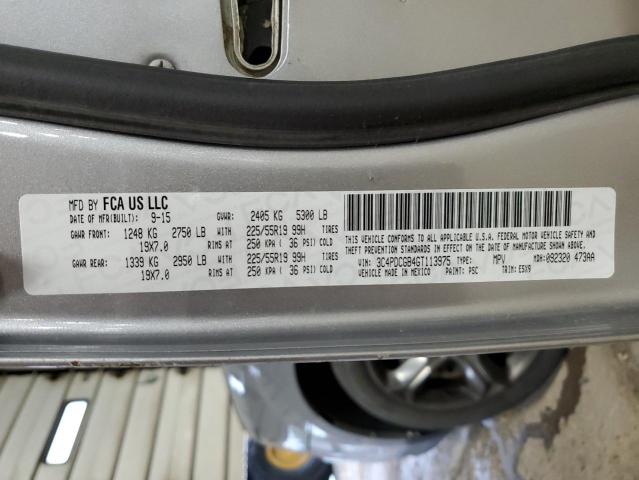 MFD BY FCA US LLC
DATE OF MFR(BUILT): 9-15 GVWR: 2405 KG 5300 LB
GAWR FRONT: 1248 KG 2750 LB WITH 225/55R19 99H TIRES
19X7.0 RIMS AT 250 KPA ( 36 PSI) COLD
GAWR REAR: 1339 KG 2950 LB WITH 225/55R19 99H TIRES
19X7.0 RIMS AT 250 KPA ( 36 PSI) COLD
THIS VEHICLE CONFORMS TO ALL APPLICABLE U.S.A. FEDERAL MOTOR VEHICLE SAFETY AND
THEFT PREVENTION STANDARDS IN EFFECT ON THE DATE OF MANUFACTURE SHOWN ABOVE.
VIN: 3C4PDCGB4GT113975 TYPE: MPV MDH: 092320 473AA
VEHICLE MADE IN MEXICO PAINT: PSC TRIM: E5X9